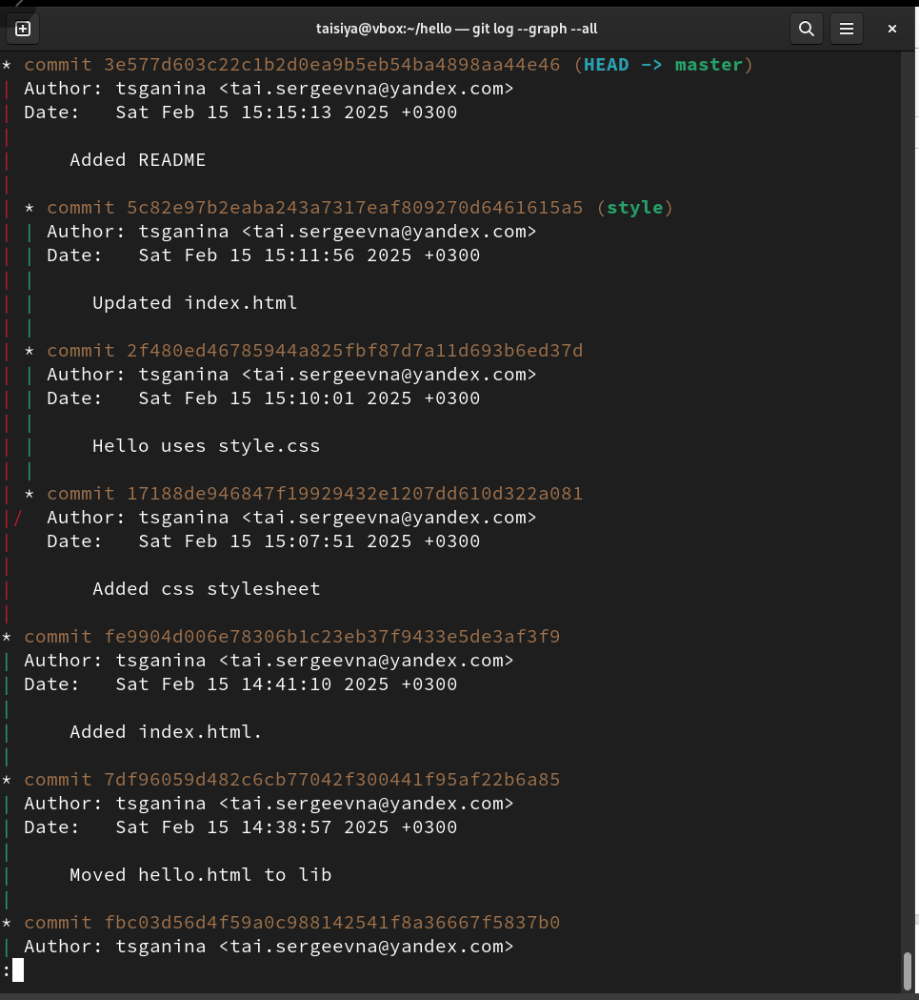 taisiya@vbox:~/hello — git log --graph --all
* commit 3e577d603c22c1b2d0ea9b5eb54ba4898aa44e46 (HEAD -> master)
| Author: tsganina <tai.sergeevna@yandex.com>
| Date:   Sat Feb 15 15:15:13 2025 +0300
|
|     Added README
|
| * commit 5c82e97b2eaba243a7317eaf809270d6461615a5 (style)
| | Author: tsganina <tai.sergeevna@yandex.com>
| | Date:   Sat Feb 15 15:11:56 2025 +0300
| |
| |     Updated index.html
| |
| * commit 2f480ed46785944a825fbf87d7a11d693b6ed37d
| | Author: tsganina <tai.sergeevna@yandex.com>
| | Date:   Sat Feb 15 15:10:01 2025 +0300
| |
| |     Hello uses style.css
| |
| * commit 17188de946847f19929432e1207dd610d322a081
|/  Author: tsganina <tai.sergeevna@yandex.com>
|   Date:   Sat Feb 15 15:07:51 2025 +0300
|
|       Added css stylesheet
|
* commit fe9904d006e78306b1c23eb37f9433e5de3af3f9
| Author: tsganina <tai.sergeevna@yandex.com>
| Date:   Sat Feb 15 14:41:10 2025 +0300
|
|     Added index.html.
|
* commit 7df96059d482c6cb77042f300441f95af22b6a85
| Author: tsganina <tai.sergeevna@yandex.com>
| Date:   Sat Feb 15 14:38:57 2025 +0300
|
|     Moved hello.html to lib
|
* commit fbc03d56d4f59a0c988142541f8a36667f5837b0
| Author: tsganina <tai.sergeevna@yandex.com>
: